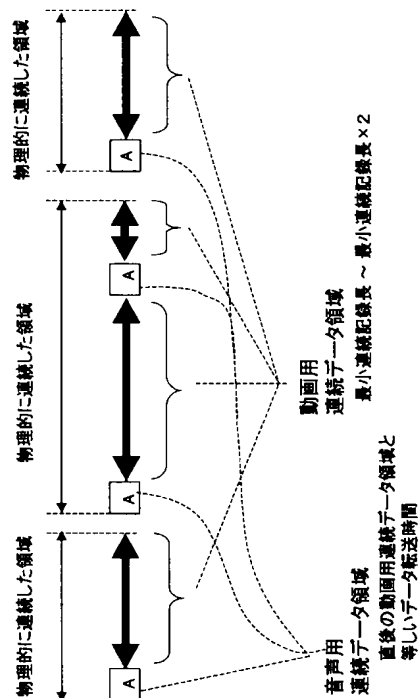 物理的に連続した領域
物理的に連続した領域
物理的に連続した領域
A
A
A
A
音声用
連続データ領域
直後の動画用連続データ領域と
等しいデータ転送時間
動画用
連続データ領域
最小連続記録長 ~ 最小連続記録長×2